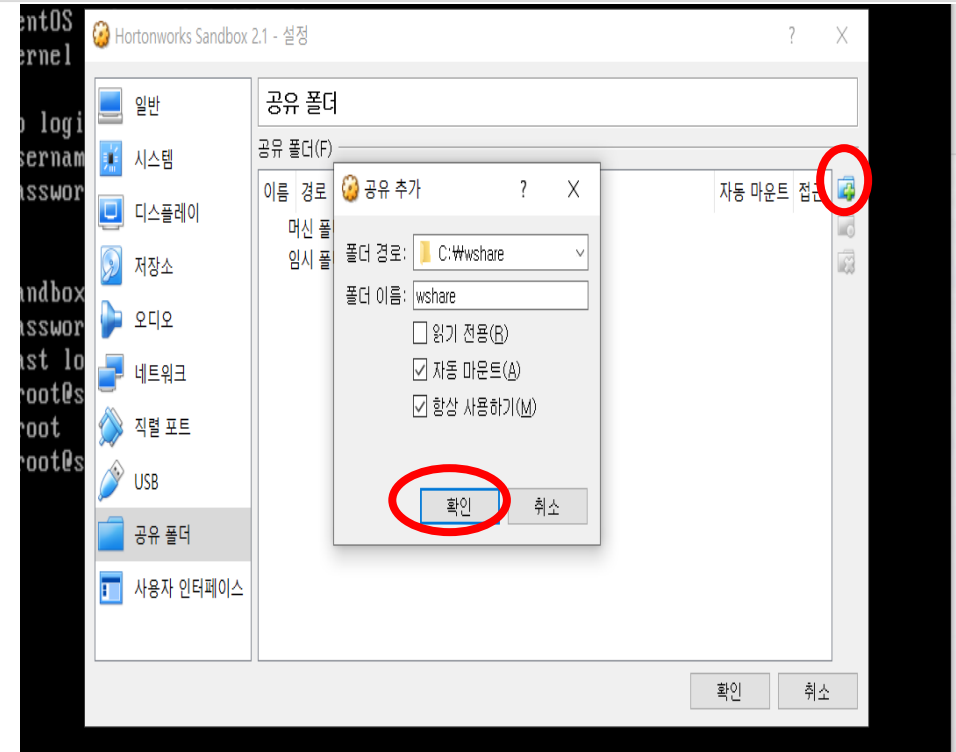 entOS
ernel
Hortonworks Sandbox 2.1 - 설정
? X
o logi
sernam
asswor
andbox
asswor
ast lo
root@s
root
root@s
일반
시스템
디스플레이
저장소
오디오
네트워크
직렬 포트
USB
공유 폴더
사용자 인터페이스
공유 폴더
공유 폴더(F)
이름 경로 자동 마운트 접근
머신 폴
임시 폴
공유 추가 ? X
폴더 경로: C:₩wshare
폴더 이름: wshare
읽기 전용(R)
자동 마운트(A)
항상 사용하기(M)
확인 취소
확인 취소